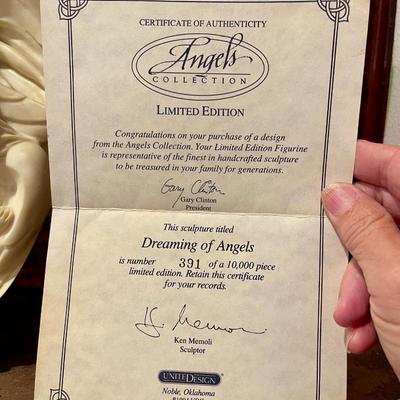 CERTIFICATE OF AUTHENTICITY
Angels
COLLECTION
LIMITED EDITION
Congratulations on your purchase of a design
from the Angels Collection. Your Limited Edition Figurine
is representative of the finest in handcrafted sculpture
to be treasured in your family for generations.
Gary Clinton
Gary Clinton
President
This sculpture titled
Dreaming of Angels
is number 391 of a 10,000 piece
limited edition. Retain this certificate
for your records.
K. Memoli
Ken Memoli
Sculptor
UNITED DESIGN
Noble, Oklahoma